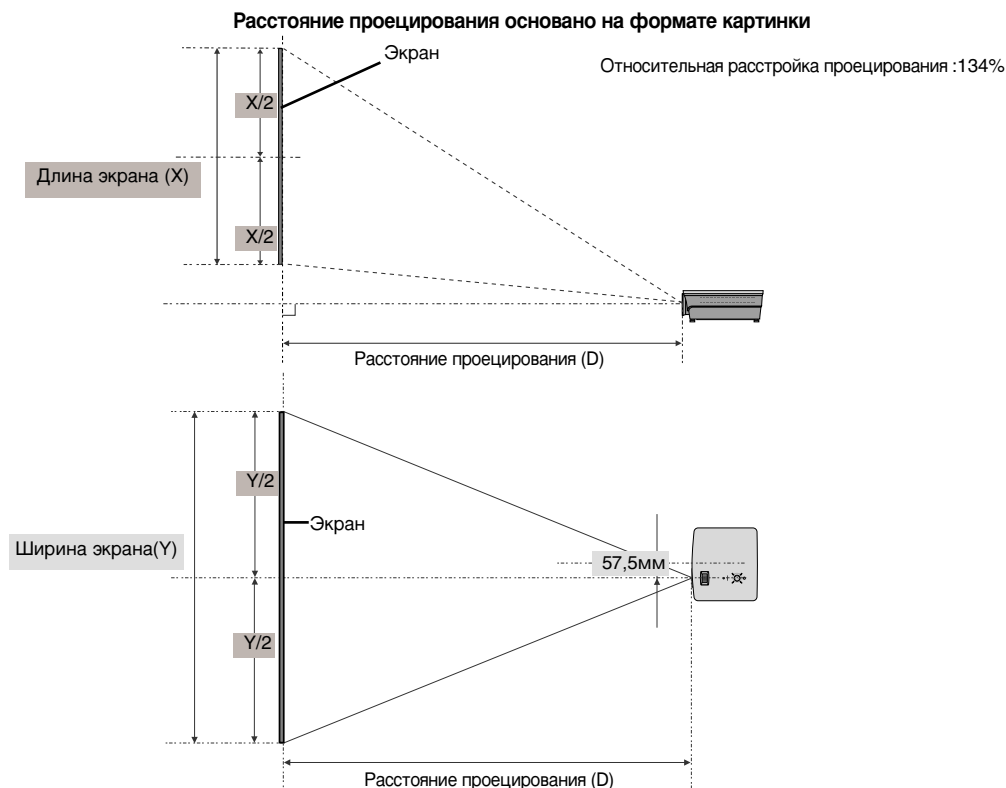 Расстояние проецирования основано на формате картинки
Экран
Относительная расстройка проецирования :134%
X/2
Длина экрана (X)
X/2
Расстояние проецирования (D)
Y/2
Экран
Ширина экрана(Y)
57,5мм
Y/2
Расстояние проецирования (D)